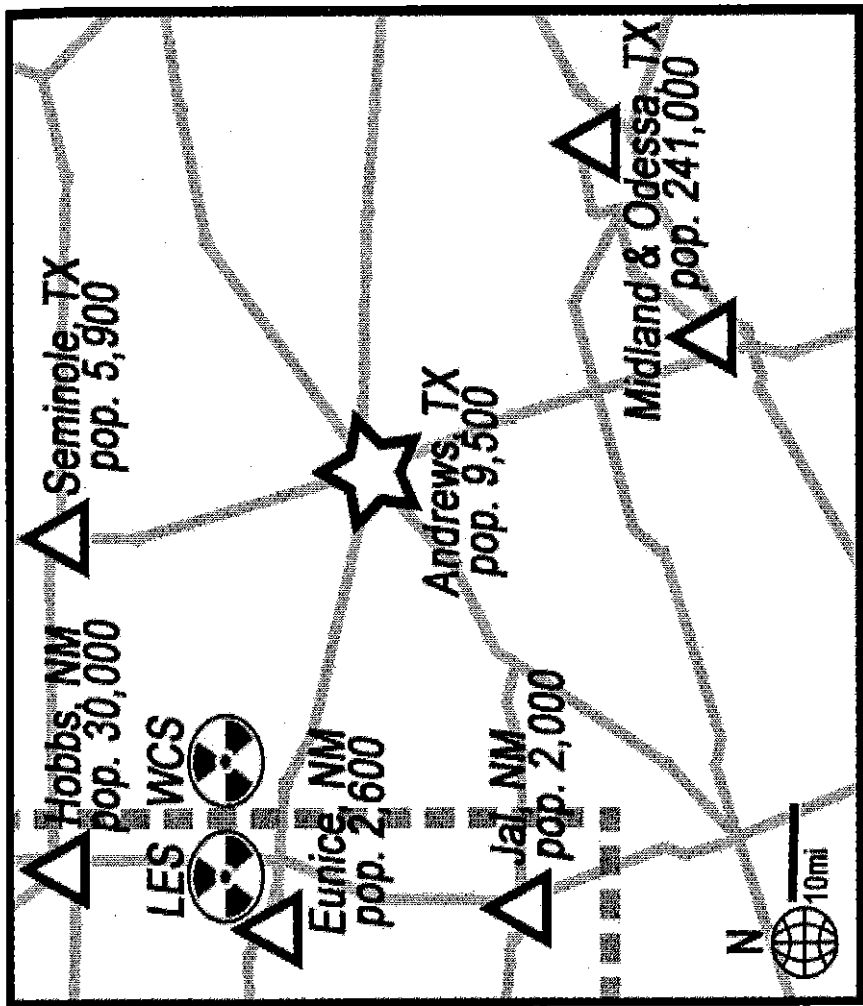 Hobbs, NM
pop. 30,000
Seminole, TX
pop. 5,900
LES
WCS
Eunice, NM
pop. 2,600
Andrews, TX
pop. 9,500
Jal, NM
pop. 2,000
Midland & Odessa, TX
pop. 241,000
N
10mi